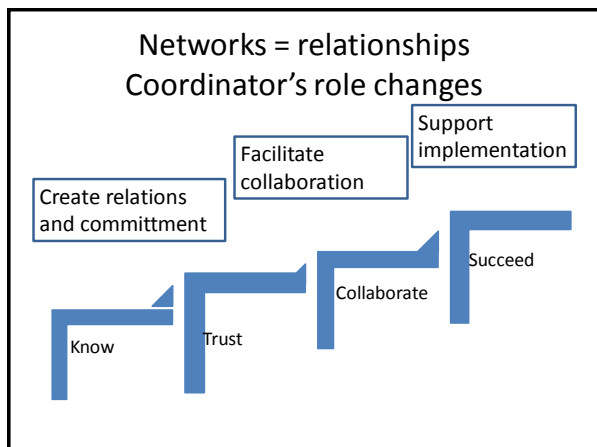 Networks = relationships
Coordinator's role changes
Support
implementation
Facilitate
collaboration
Create relations
and committment
Succeed
Collaborate
Trust
Know